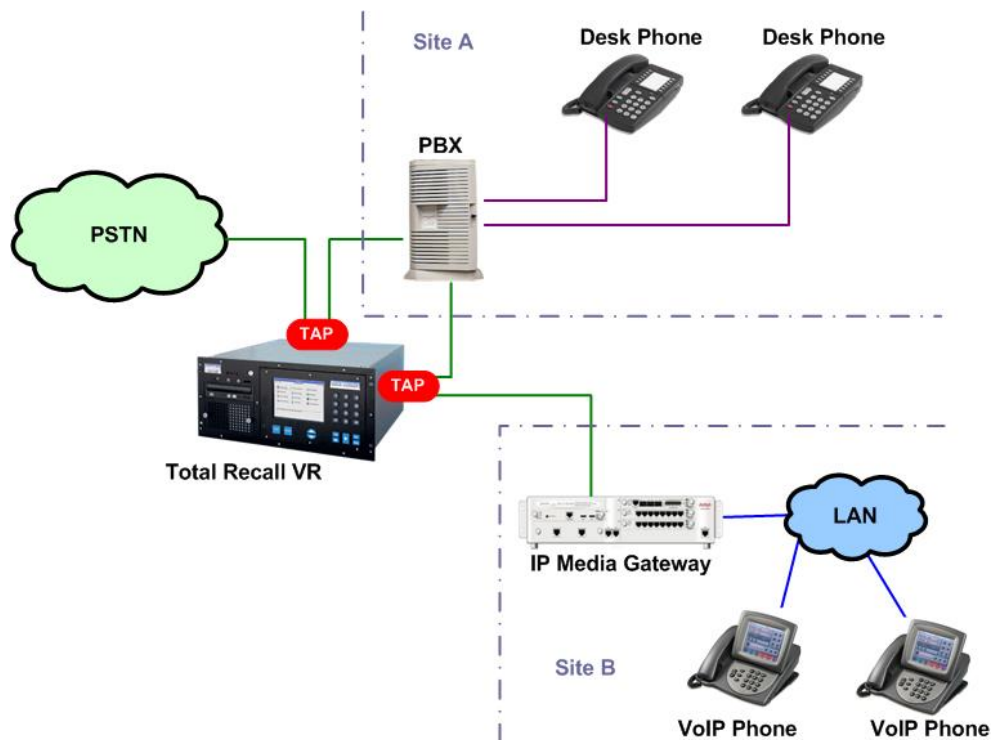 Site A
Desk Phone
Desk Phone
PBX
PSTN
TAP
TAP
Total Recall VR
IP Media Gateway
LAN
Site B
VoIP Phone
VoIP Phone